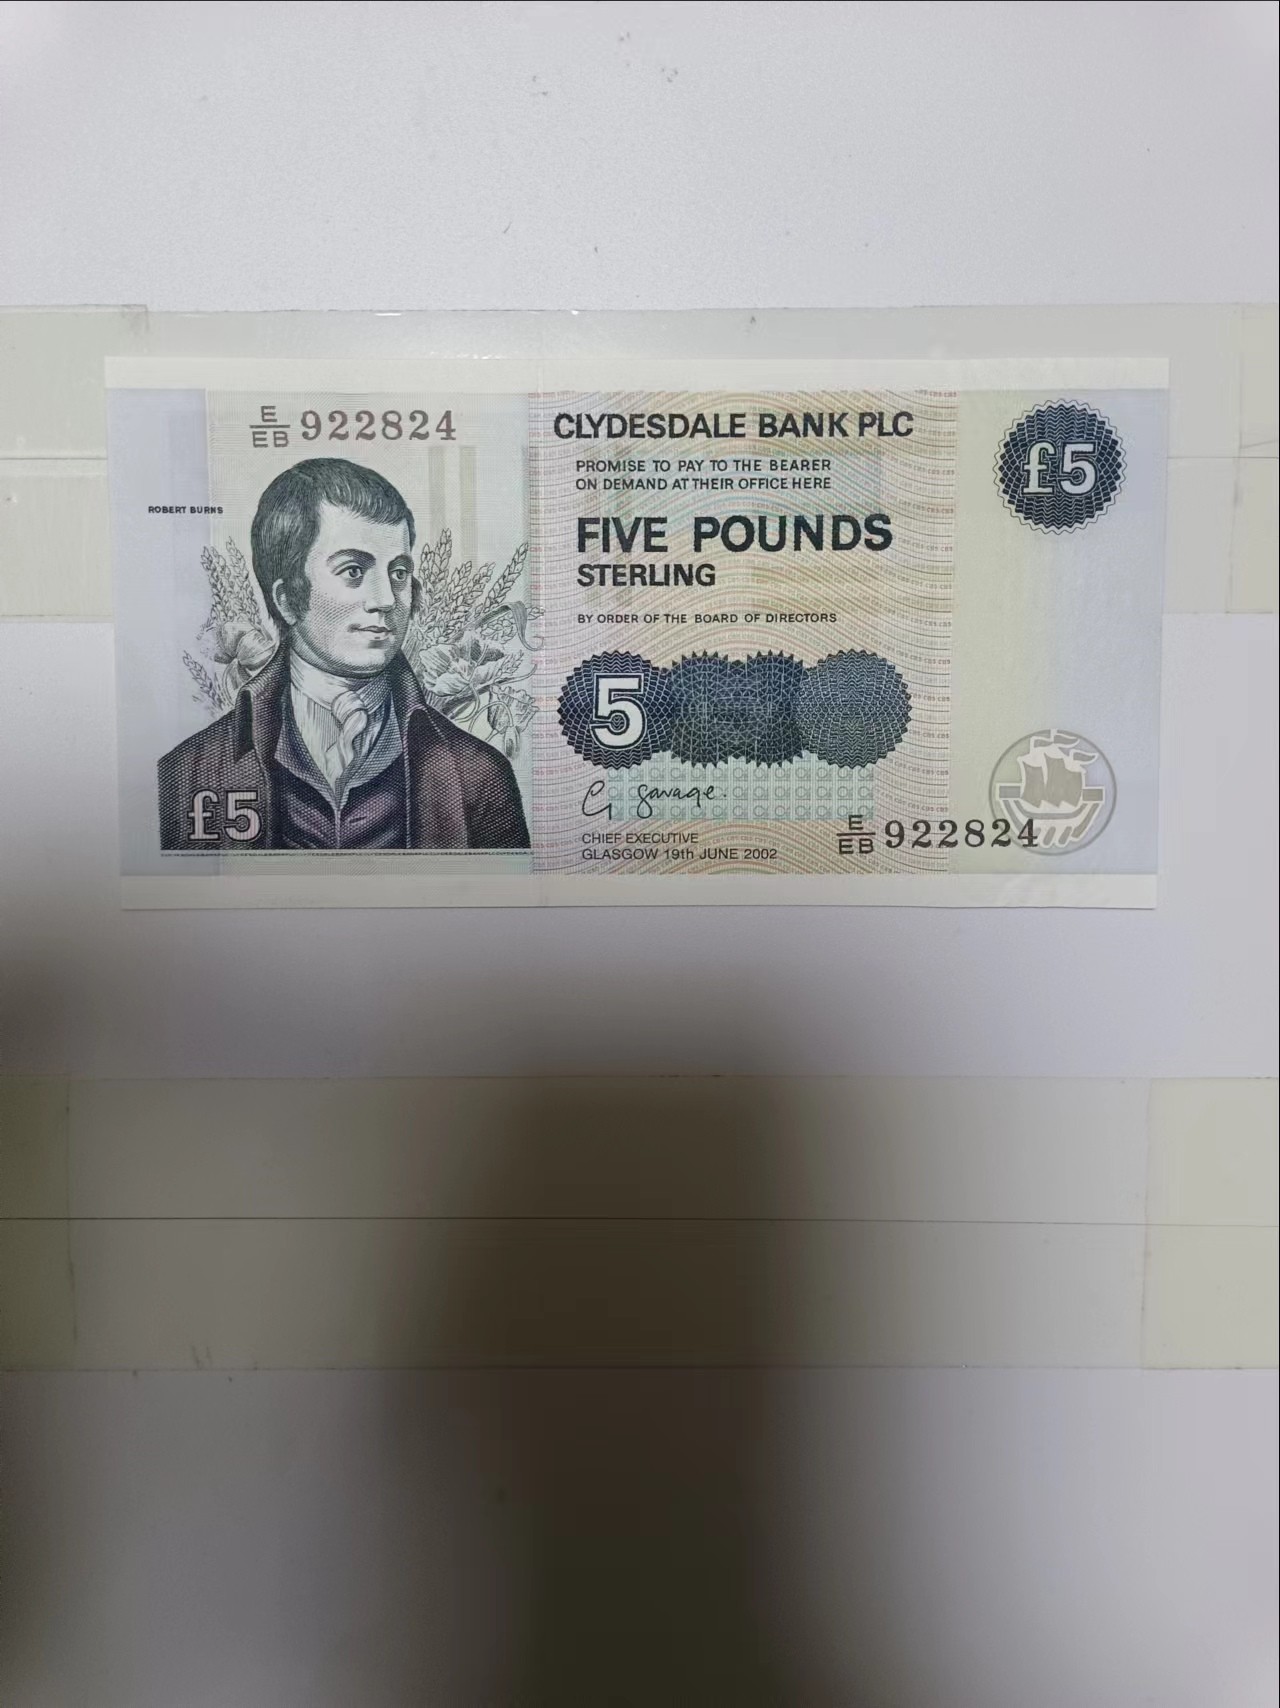 E/EB 922824
CLYDESDALE BANK PLC
£5
PROMISE TO PAY TO THE BEARER
ON DEMAND AT THEIR OFFICE HERE
ROBERT BURNS
FIVE POUNDS
STERLING
BY ORDER OF THE BOARD OF DIRECTORS
5
£5
G Savage.
CHIEF EXECUTIVE
GLASGOW 19th JUNE 2002
E/EB 922824